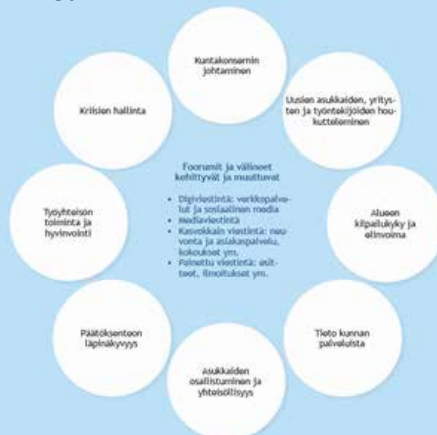 Kuntakonsernin
johtaminen
Uusien asukkaiden, yritys-
ten ja työntekijöiden hou-
kutteleminen
Alueen
kilpailukyky ja
elinvoima
Tieto kunnan
palveluista
Asukkaiden
osallistuminen ja
yhteisöllisyys
Päätöksenteon
läpinäkyvyys
Työyhteisön
toiminta ja
hyvinvointi
Kriisien hallinta
Foorumit ja välineet
kehittyvät ja muuttuvat
• Digiviestintä: verkkopalve-
lut ja sosiaalinen media
• Mediaviestintä
• Kasvokkain viestintä: neu-
vonta ja asiakaspalvelu,
kokoukset ym.
• Painettu viestintä: esit-
teet, ilmoitukset ym.